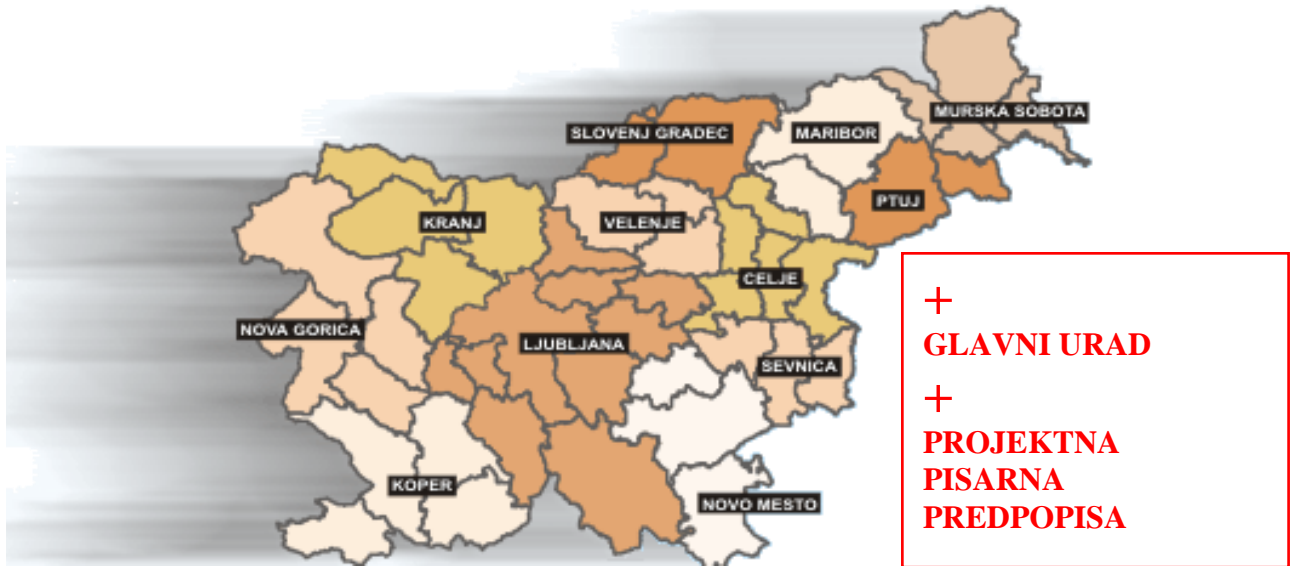 MURSKA SOBOTA
SLOVENJ GRADEC
MARIBOR
PTUJ
KRANJ
VELENJE
CELJE
NOVA GORICA
LJUBLJANA
SEVNICA
KOPER
NOVO MESTO
+
GLAVNI URAD
+
PROJEKTNA
PISARNA
PREDPOPISA